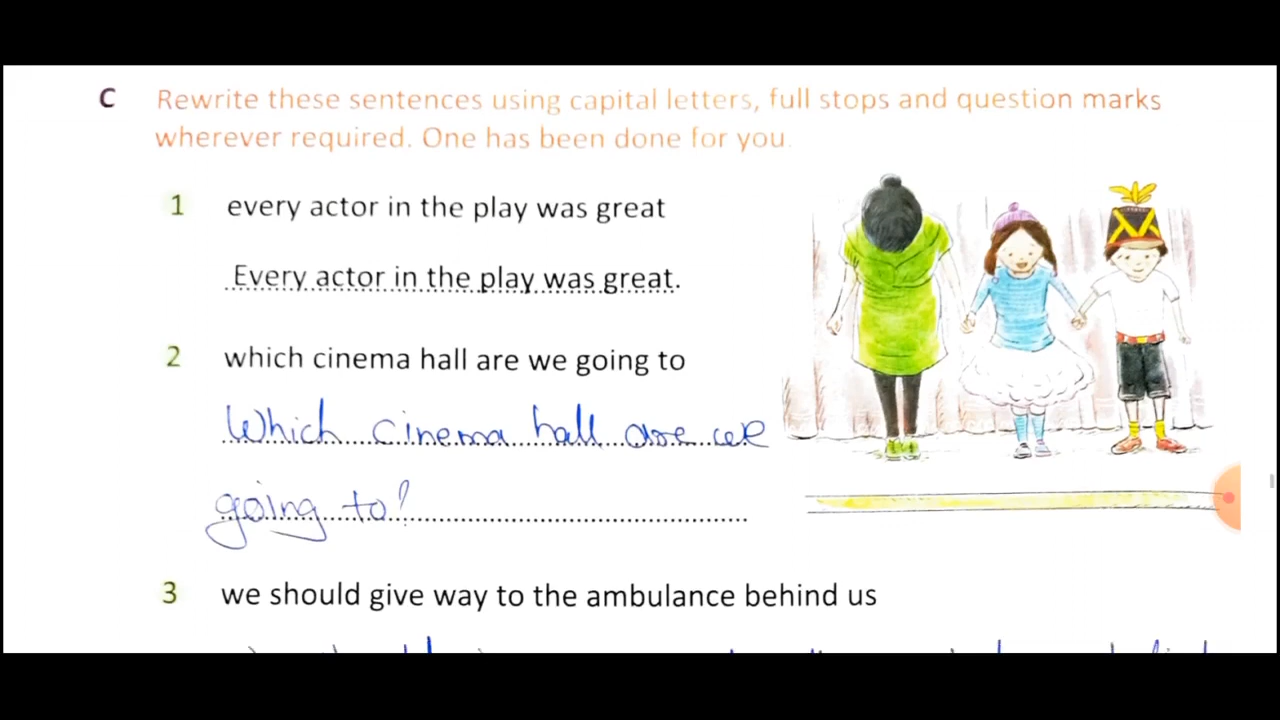 C Rewrite these sentences using capital letters, full stops and question marks
wherever required. One has been done for you.
1 every actor in the play was great
Every actor in the play was great.
2 which cinema hall are we going to
Which cinema hall are we
going to?
3 we should give way to the ambulance behind us